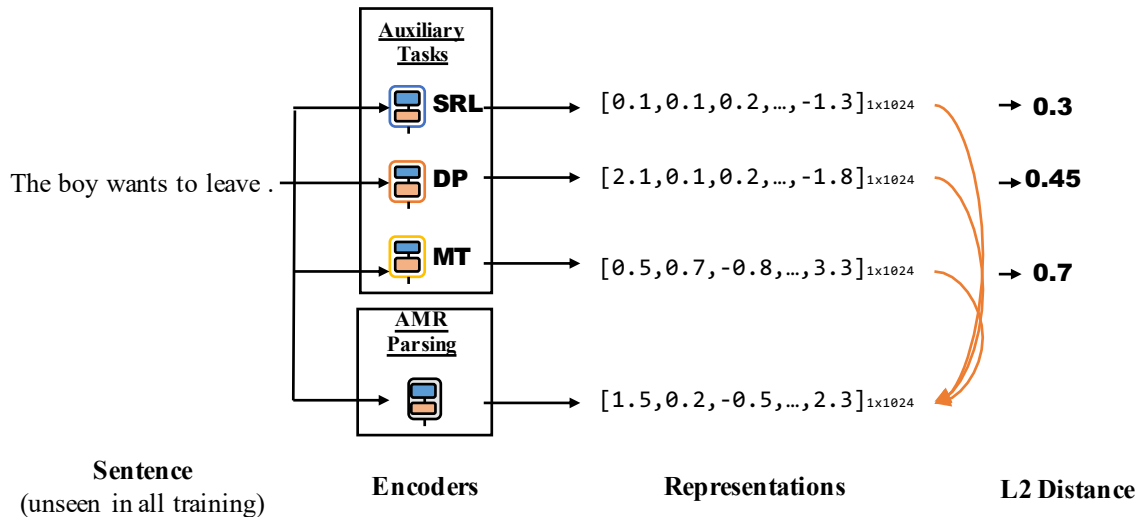 Auxiliary
Tasks
SRL
[0.1,0.1,0.2,…,-1.3]1x1024
0.3
The boy wants to leave .
DP
[2.1,0.1,0.2,…,-1.8]1x1024
0.45
MT
[0.5,0.7,-0.8,…,3.3]1x1024
0.7
AMR
Parsing
[1.5,0.2,-0.5,…,2.3]1x1024
Sentence
(unseen in all training)
Encoders
Representations
L2 Distance